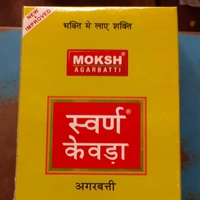 भक्ति मे लाए शक्ति
NEW
IMPROVED
MOKSH®
AGARBATTI
स्वर्ण®
केवड़ा
अगरबत्ती